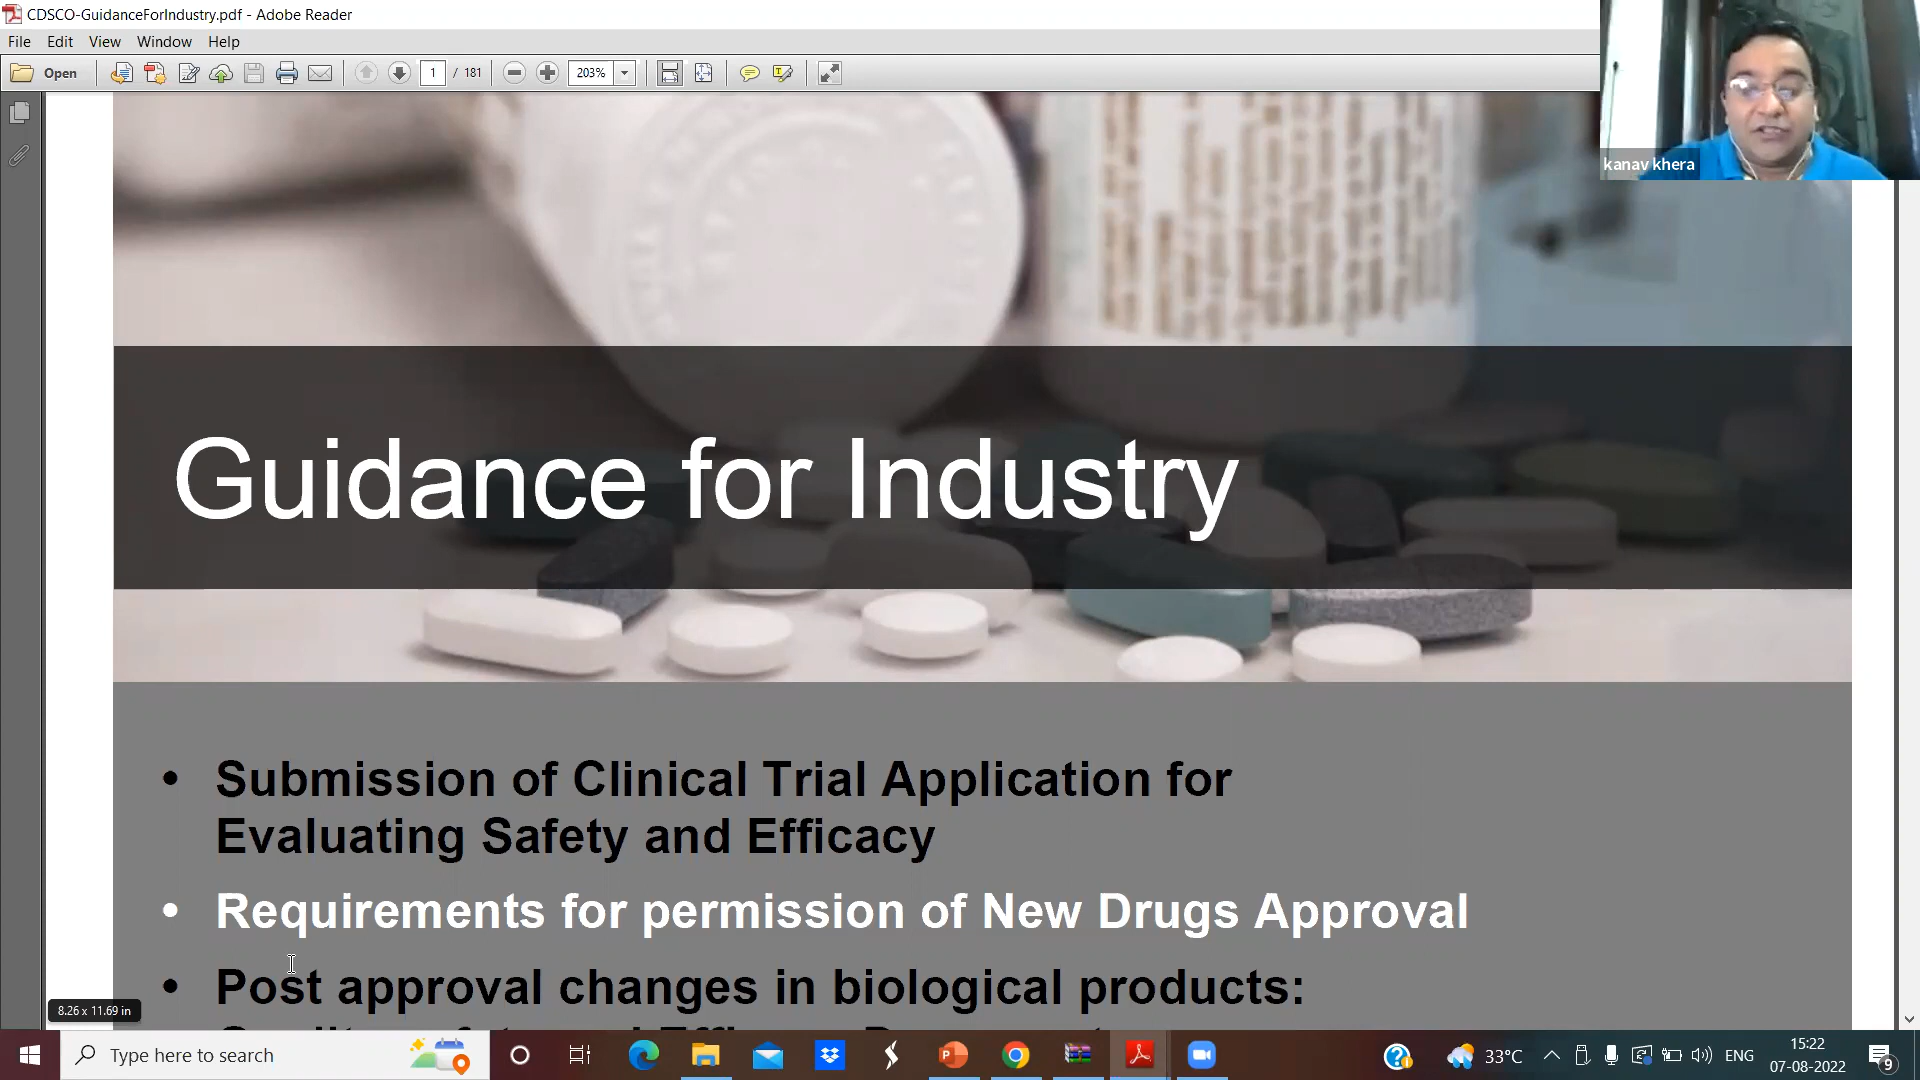 CDSCO-GuidanceForIndustry.pdf - Adobe Reader
File Edit View Window Help
Open 1 / 181 203%
kanav khera
Guidance for Industry
• Submission of Clinical Trial Application for
Evaluating Safety and Efficacy
• Requirements for permission of New Drugs Approval
• Post approval changes in biological products:
8.26 x 11.69 in
Type here to search
33°C
ENG
15:22
07-08-2022
9